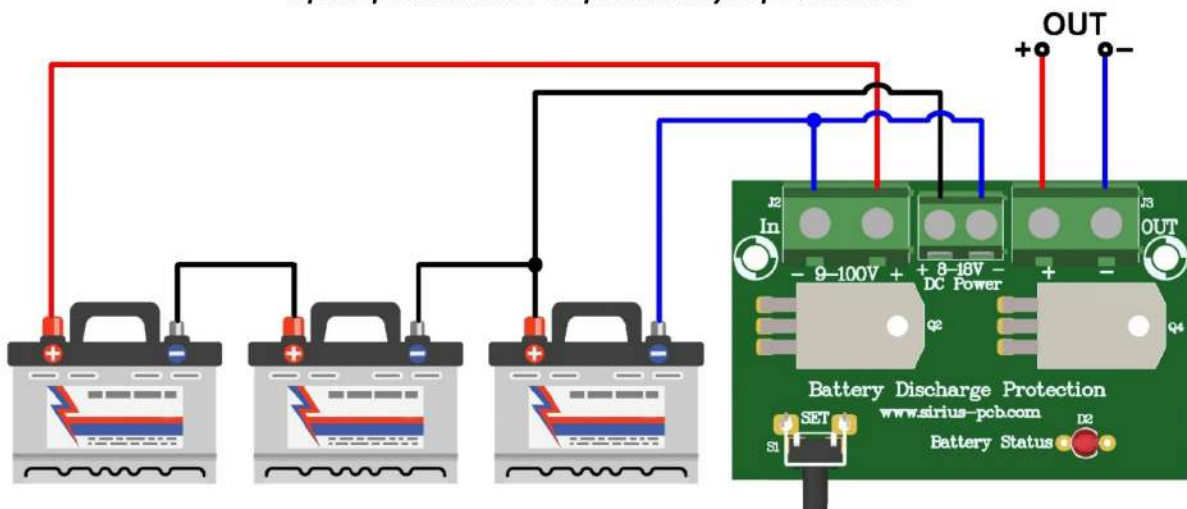 OUT
+ −
J2 J3
In OUT
− 9-100V + + 8-18V − + −
DC Power
Q2 Q4
+ − + − + −
Battery Discharge Protection
www.sirius-pcb.com
SET D2
S1 Battery Status